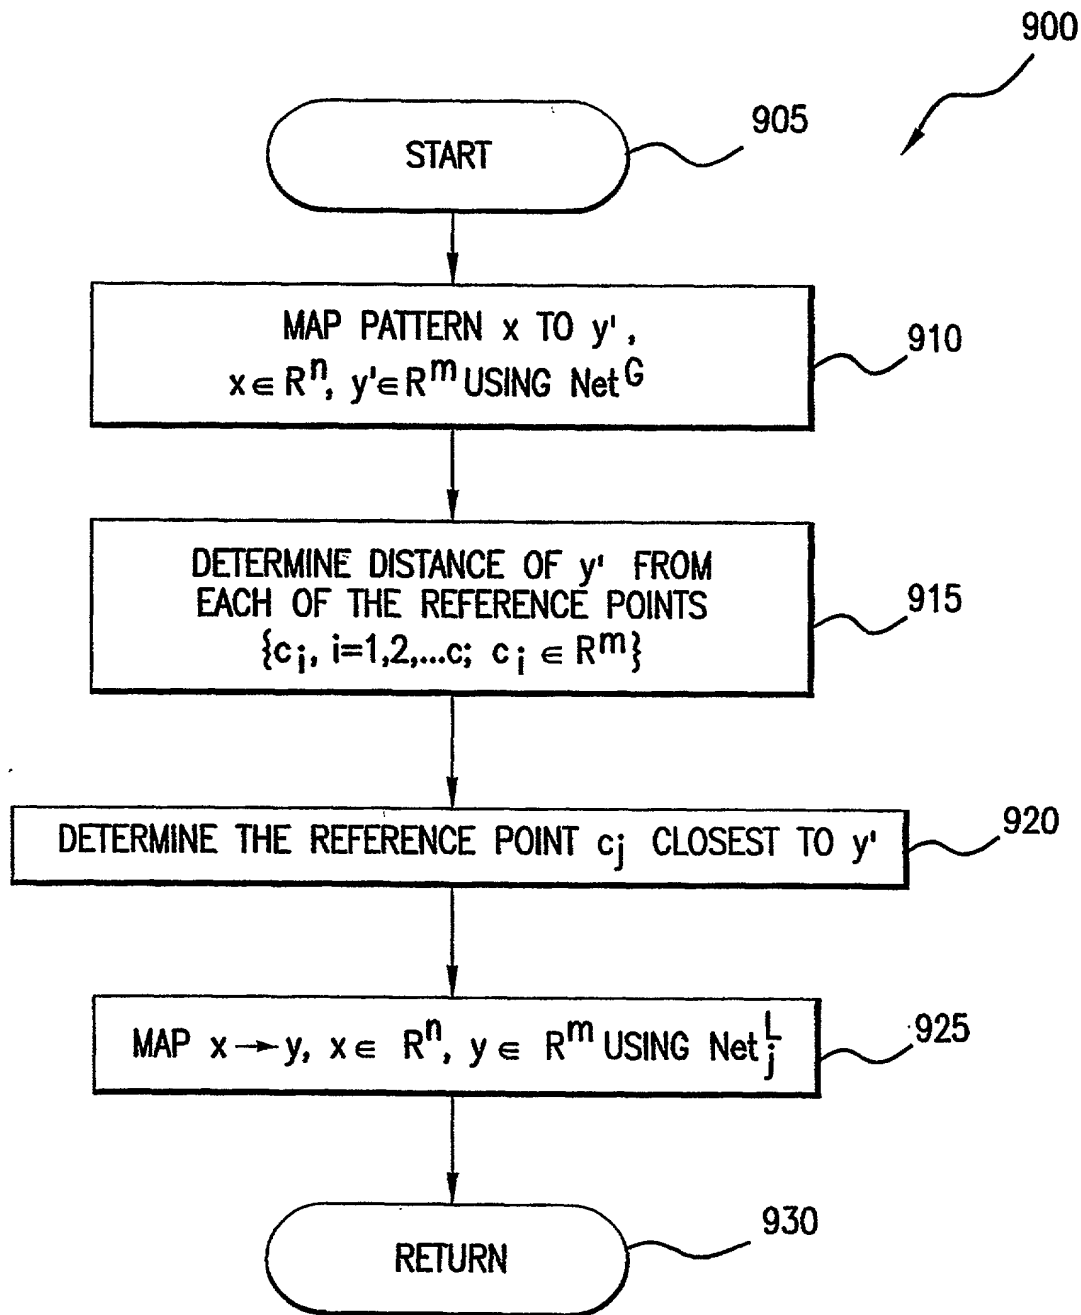 900
START
905
MAP PATTERN x TO y',
x ∈ Rⁿ, y' ∈ Rᵐ USING Netᴳ
910
DETERMINE DISTANCE OF y' FROM
EACH OF THE REFERENCE POINTS
{cᵢ, i=1,2,...c; cᵢ ∈ Rᵐ}
915
DETERMINE THE REFERENCE POINT cⱼ CLOSEST TO y'
920
MAP x → y, x ∈ Rⁿ, y ∈ Rᵐ USING Netⱼᴸ
925
RETURN
930